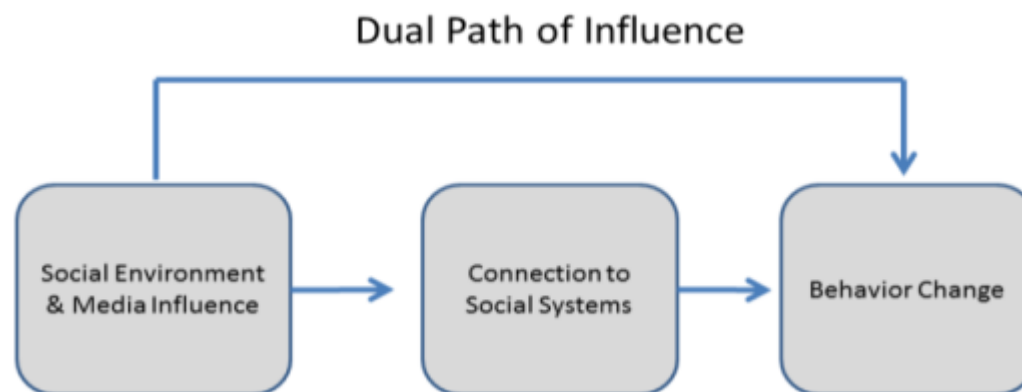 Dual Path of Influence
Social Environment
& Media Influence
Connection to
Social Systems
Behavior Change